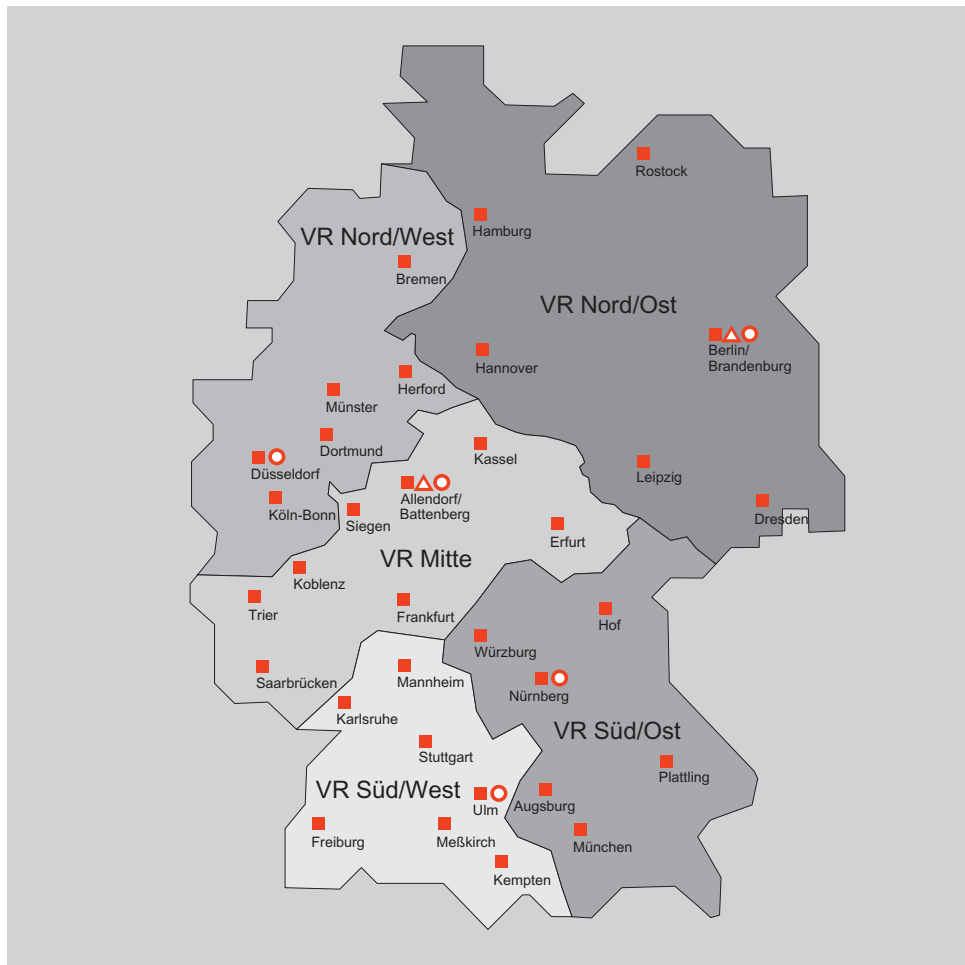 Rostock
Hamburg
VR Nord/West
Bremen
VR Nord/Ost
Berlin/
Brandenburg
Hannover
Herford
Münster
Dortmund
Kassel
Düsseldorf
Leipzig
Allendorf/
Battenberg
Köln-Bonn
Siegen
Dresden
Erfurt
VR Mitte
Koblenz
Trier
Frankfurt
Hof
Würzburg
Saarbrücken
Mannheim
Nürnberg
Karlsruhe
VR Süd/Ost
Stuttgart
Plattling
VR Süd/West
Ulm
Augsburg
Freiburg
Meßkirch
München
Kempten